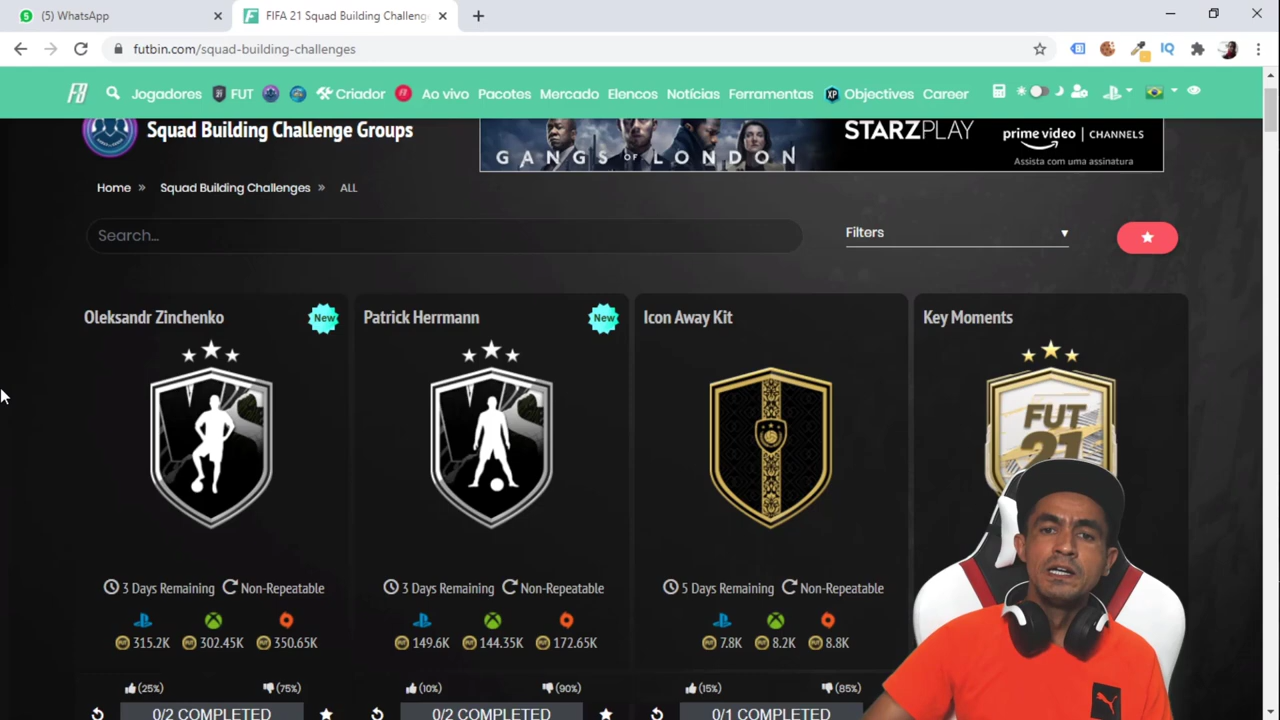 (5) WhatsApp
FIFA 21 Squad Building Challeng
futbin.com/squad-building-challenges
IQ
Jogadores FUT Criador Ao vivo Pacotes Mercado Elencos Notícias Ferramentas XP Objectives Career
Squad Building Challenge Groups
GANGS OF LONDON
STARZPLAY
prime video | CHANNELS
Assista com uma assinatura
Home » Squad Building Challenges » ALL
Search...
Filters
Oleksandr Zinchenko New
Patrick Herrmann New
Icon Away Kit
Key Moments
FUT
21
3 Days Remaining Non-Repeatable
3 Days Remaining Non-Repeatable
5 Days Remaining Non-Repeatable
315.2K 302.45K 350.65K
149.6K 144.35K 172.65K
7.8K 8.2K 8.8K
(25%) (75%)
(10%) (90%)
(15%) (85%)
0/2 COMPLETED
0/2 COMPLETED
0/1 COMPLETED
PUMA